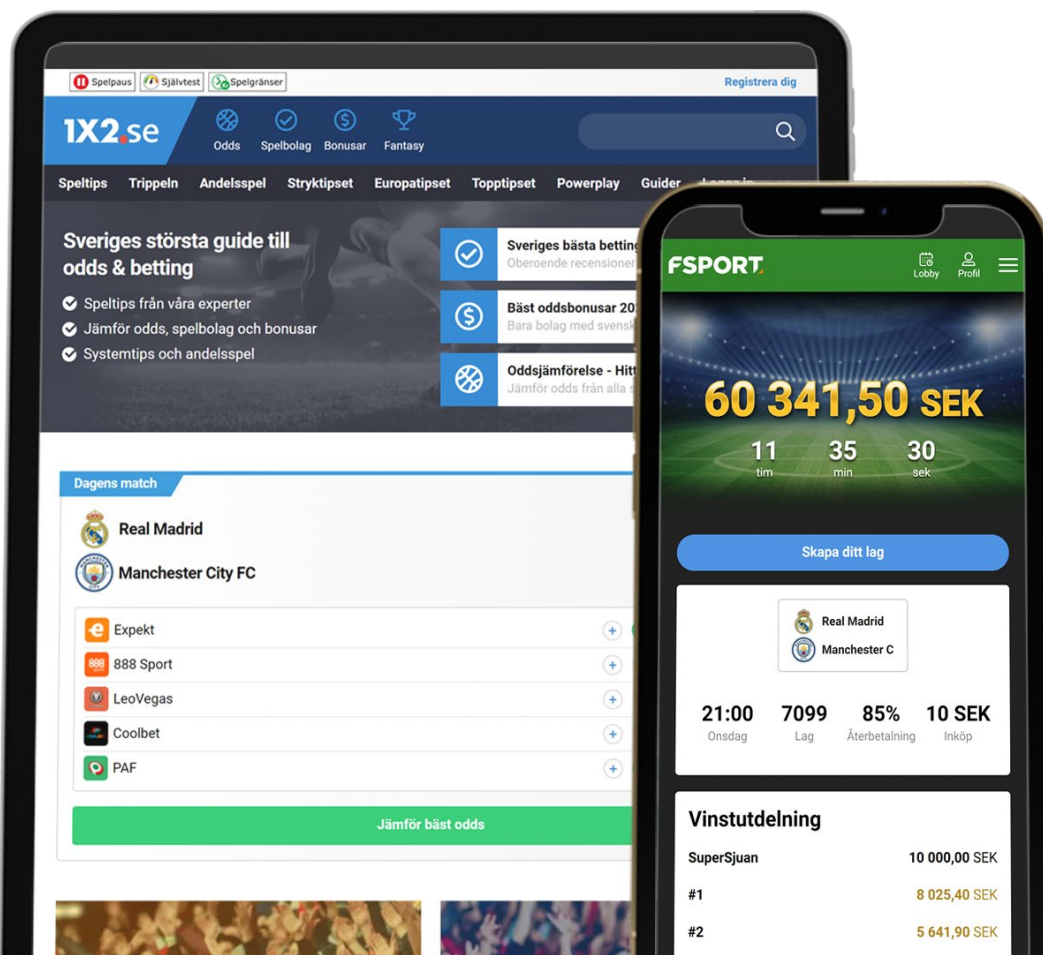 Spelpaus Självtest Spelgränser Registrera dig
1X2.se
Odds Spelbolag Bonusar Fantasy
Speltips Trippeln Andelsspel Stryktipset Europatipset Topptipset Powerplay Guider
Sveriges största guide till
odds & betting
Speltips från våra experter
Jämför odds, spelbolag och bonusar
Systemtips och andelsspel
Sveriges bästa betting
Oberoende recensioner
Bäst oddsbonusar 20
Bara bolag med svensk
Oddsjämförelse - Hitt
Jämför odds från alla s
Dagens match
Real Madrid
Manchester City FC
Expekt
888 Sport
LeoVegas
Coolbet
PAF
Jämför bäst odds
FSPORT
Lobby Profil
60 341,50 SEK
11 35 30
tim min sek
Skapa ditt lag
Real Madrid
Manchester C
21:00 7099 85% 10 SEK
Onsdag Lag Återbetalning Inköp
Vinstutdelning
SuperSjuan 10 000,00 SEK
#1 8 025,40 SEK
#2 5 641,90 SEK